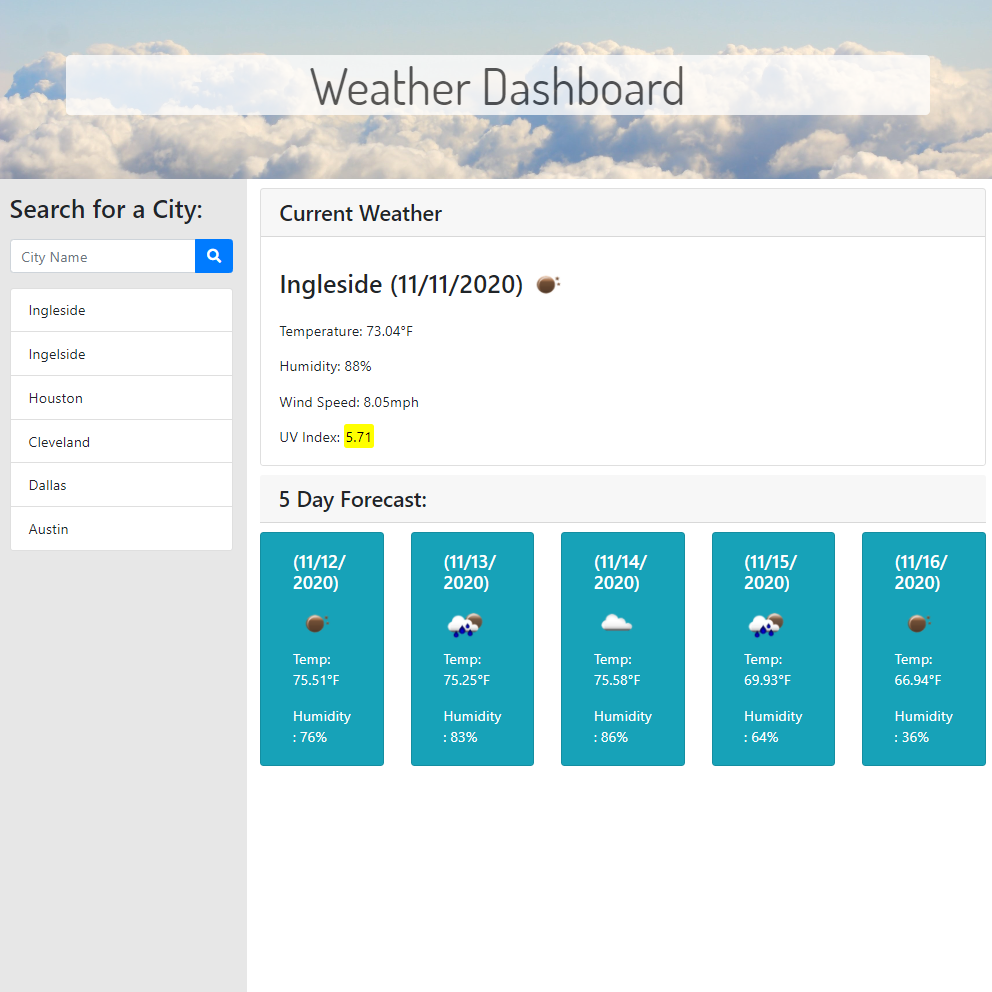 Weather Dashboard
Search for a City:
City Name
Ingleside
Ingelside
Houston
Cleveland
Dallas
Austin
Current Weather
Ingleside (11/11/2020)
Temperature: 73.04°F
Humidity: 88%
Wind Speed: 8.05mph
UV Index: 5.71
5 Day Forecast:
(11/12/
2020)
Temp:
75.51°F
Humidity
: 76%
(11/13/
2020)
Temp:
75.25°F
Humidity
: 83%
(11/14/
2020)
Temp:
75.58°F
Humidity
: 86%
(11/15/
2020)
Temp:
69.93°F
Humidity
: 64%
(11/16/
2020)
Temp:
66.94°F
Humidity
: 36%